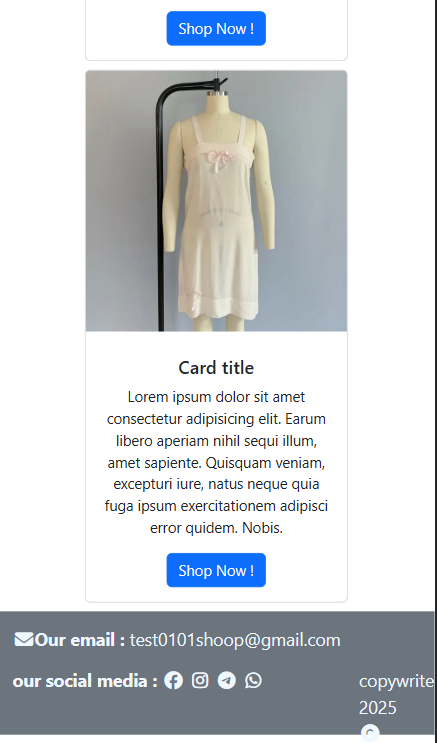 Shop Now !
Card title
Lorem ipsum dolor sit amet
consectetur adipisicing elit. Earum
libero aperiam nihil sequi illum,
amet sapiente. Quisquam veniam,
excepturi iure, natus neque quia
fuga ipsum exercitationem adipisci
error quidem. Nobis.
Shop Now !
Our email : test0101shoop@gmail.com
our social media :
copywrite
2025